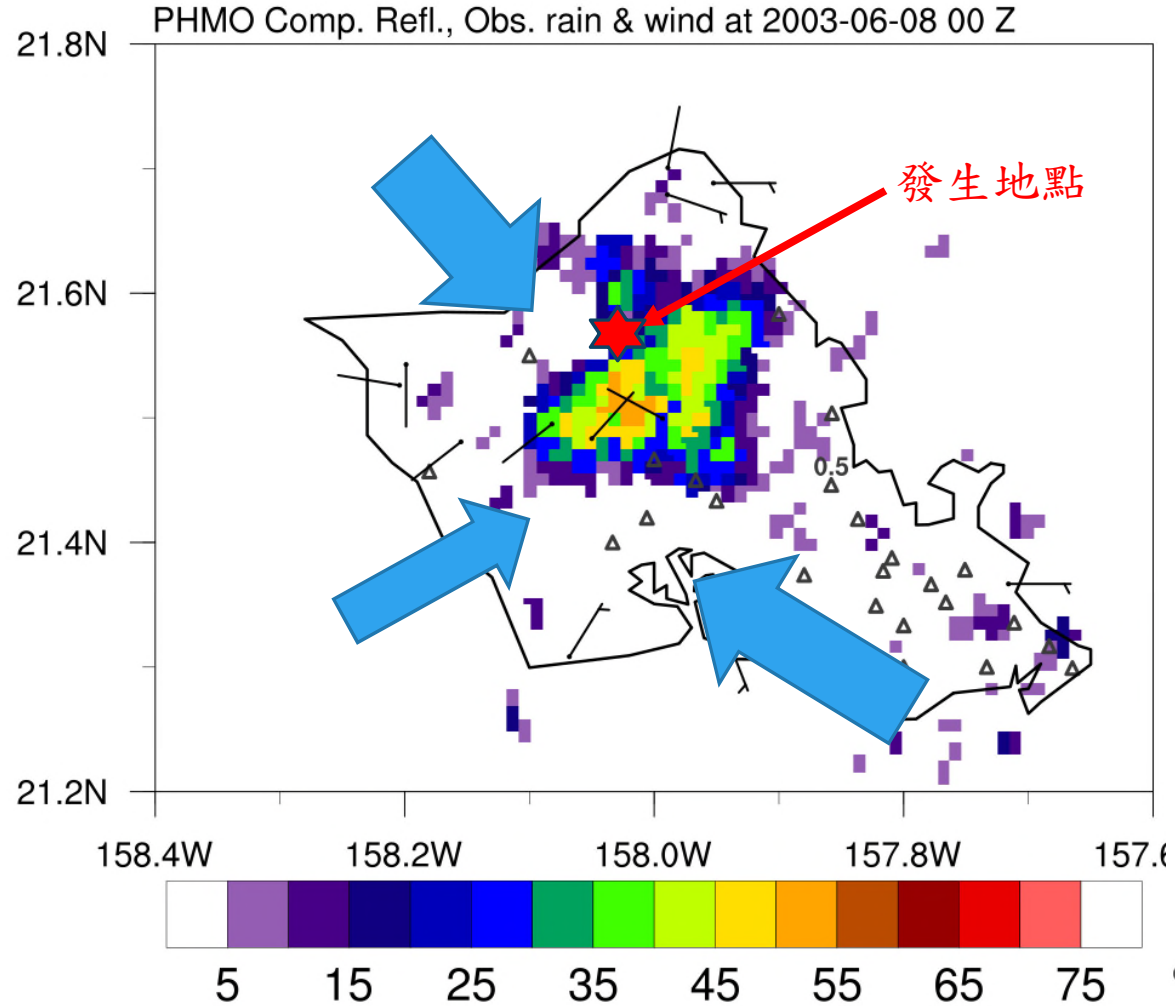 PHMO Comp. Refl., Obs. rain & wind at 2003-06-08 00 Z
21.8N
發生地點
21.6N
0.5
21.4N
21.2N
158.4W 158.2W 158.0W 157.8W 157.6
5 15 25 35 45 55 65 75